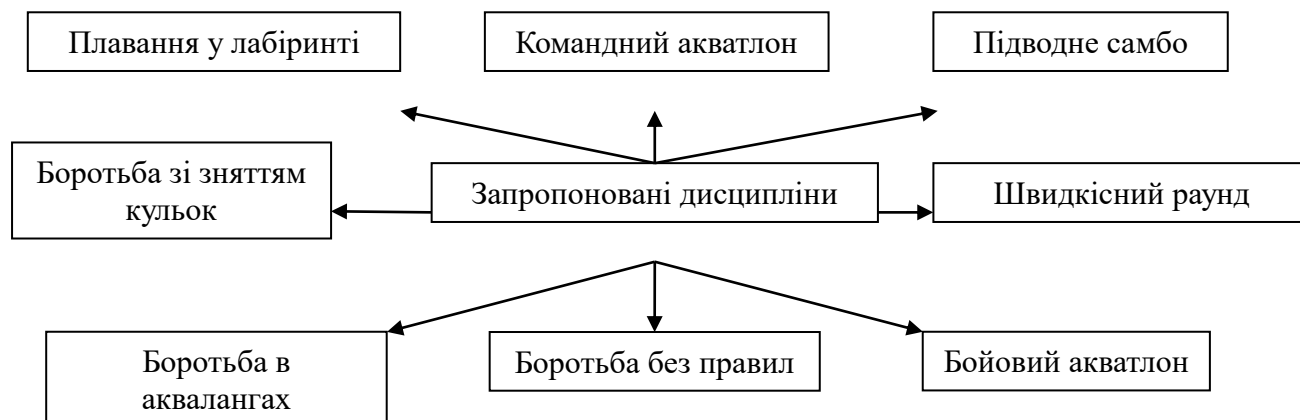 Плавання у лабіринті
Командний акватлон
Підводне самбо
Боротьба зі зняттям
кульок
Запропоновані дисципліни
Швидкісний раунд
Боротьба в
аквалангах
Боротьба без правил
Бойовий акватлон